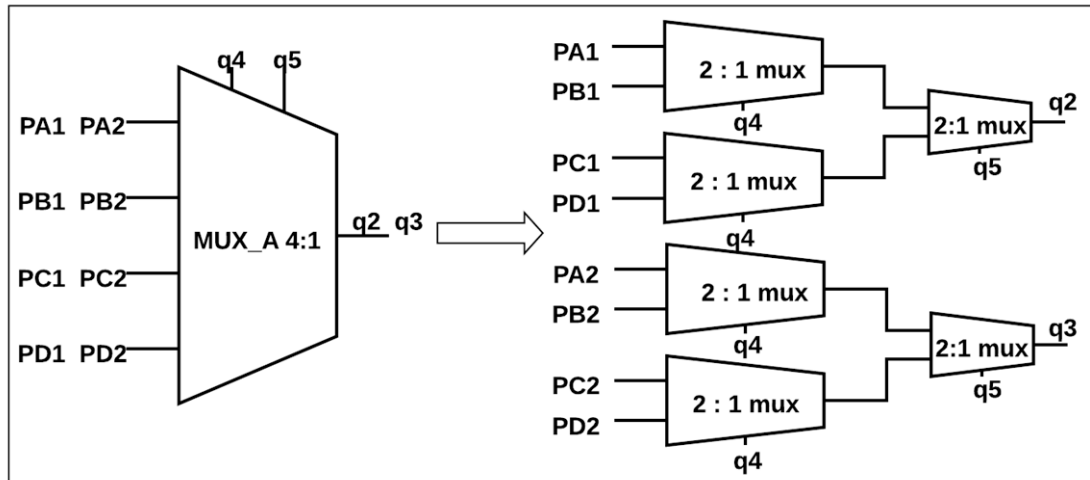 q4 q5
PA1 PA2
PB1 PB2
PC1 PC2
PD1 PD2
MUX_A 4:1
q2 q3
PA1
PB1
2 : 1 mux
q4
PC1
PD1
2 : 1 mux
q4
2:1 mux
q2
q5
PA2
PB2
2 : 1 mux
q4
PC2
PD2
2 : 1 mux
q4
2:1 mux
q3
q5